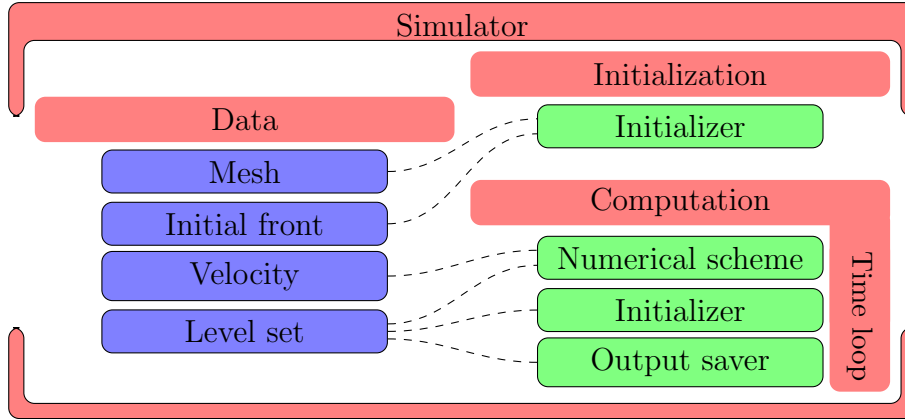 Simulator
Data
Mesh
Initial front
Velocity
Level set
Initialization
Initializer
Computation
Numerical scheme
Initializer
Output saver
Time loop